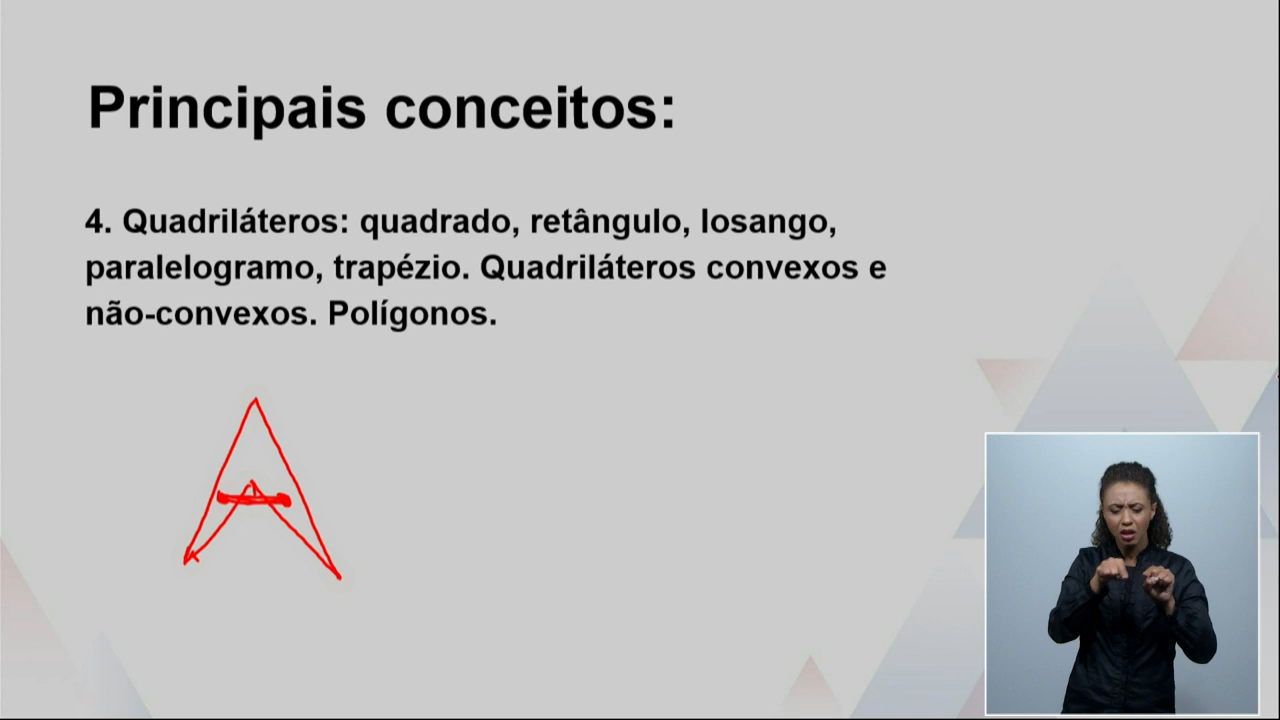 Principais conceitos:
4. Quadriláteros: quadrado, retângulo, losango,
paralelogramo, trapézio. Quadriláteros convexos e
não-convexos. Polígonos.